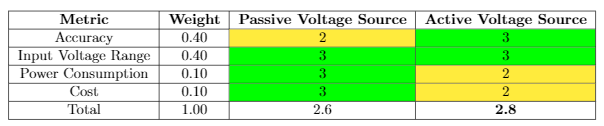 Metric Weight Passive Voltage Source Active Voltage Source
Accuracy 0.40 2 3
Input Voltage Range 0.40 3 3
Power Consumption 0.10 3 2
Cost 0.10 3 2
Total 1.00 2.6 2.8